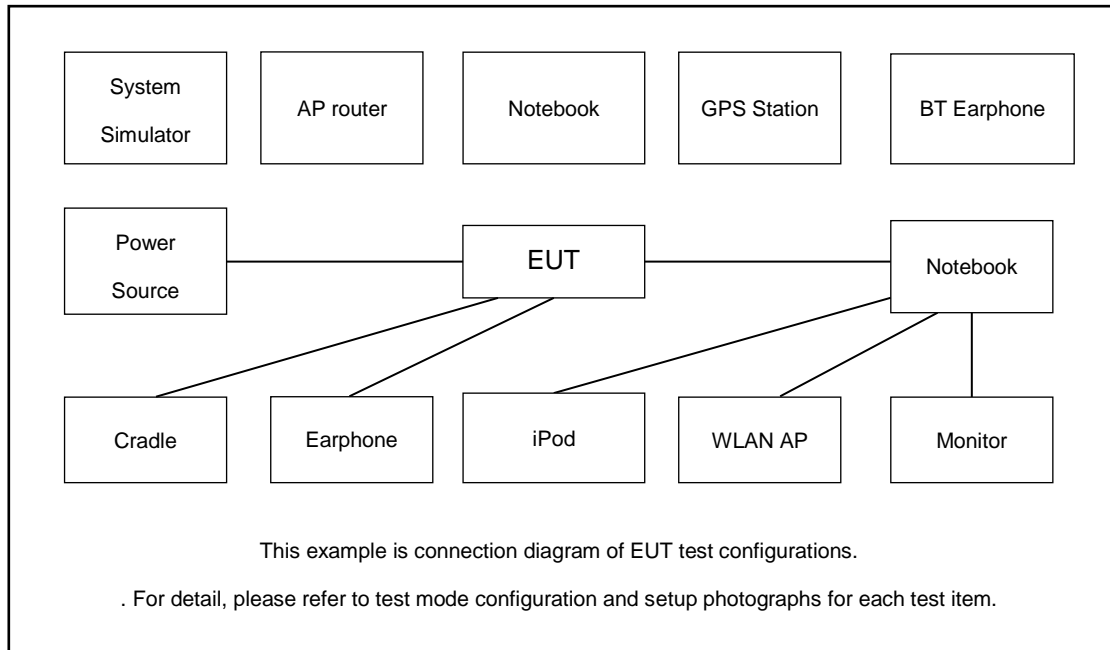 System
Simulator
AP router
Notebook
GPS Station
BT Earphone
Power
Source
EUT
Notebook
Cradle
Earphone
iPod
WLAN AP
Monitor
This example is connection diagram of EUT test configurations.
. For detail, please refer to test mode configuration and setup photographs for each test item.